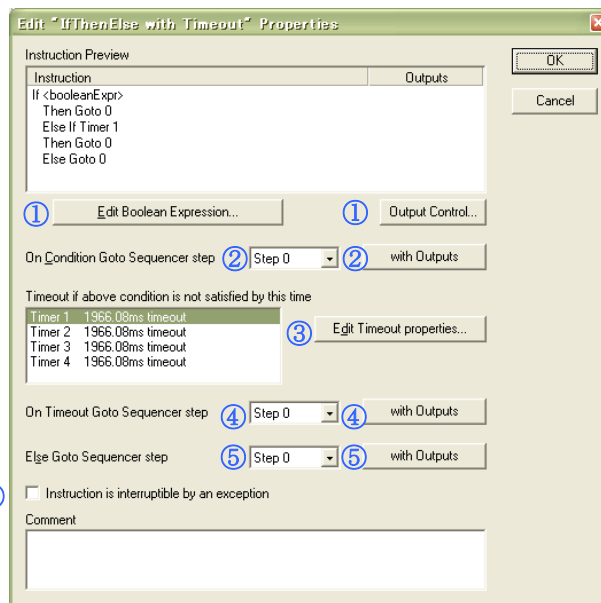 Edit "IfThenElse with Timeout" Properties
Instruction Preview
OK
Instruction Outputs
If <booleanExpr>
Then Goto 0
Else If Timer 1
Then Goto 0
Else Goto 0
Cancel
① Edit Boolean Expression... ① Output Control...
On Condition Goto Sequencer step ② Step 0 ② with Outputs
Timeout if above condition is not satisfied by this time
Timer 1 1966.08ms timeout
Timer 2 1966.08ms timeout
Timer 3 1966.08ms timeout
Timer 4 1966.08ms timeout
③ Edit Timeout properties...
On Timeout Goto Sequencer step ④ Step 0 ④ with Outputs
Else Goto Sequencer step ⑤ Step 0 ⑤ with Outputs
Instruction is interruptible by an exception
Comment